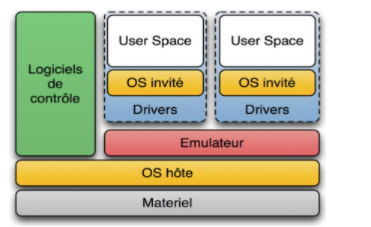 Logiciels
de
contrôle
User Space
OS invité
Drivers
User Space
OS invité
Drivers
Emulateur
OS hôte
Materiel